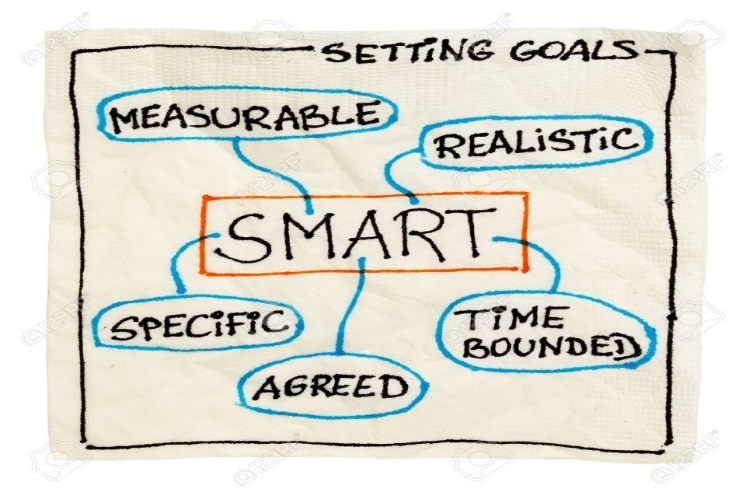 SETTING GOALS
MEASURABLE
REALiSTiC
SMART
SPECiFiC
TiME
BOUNDED
AGREED